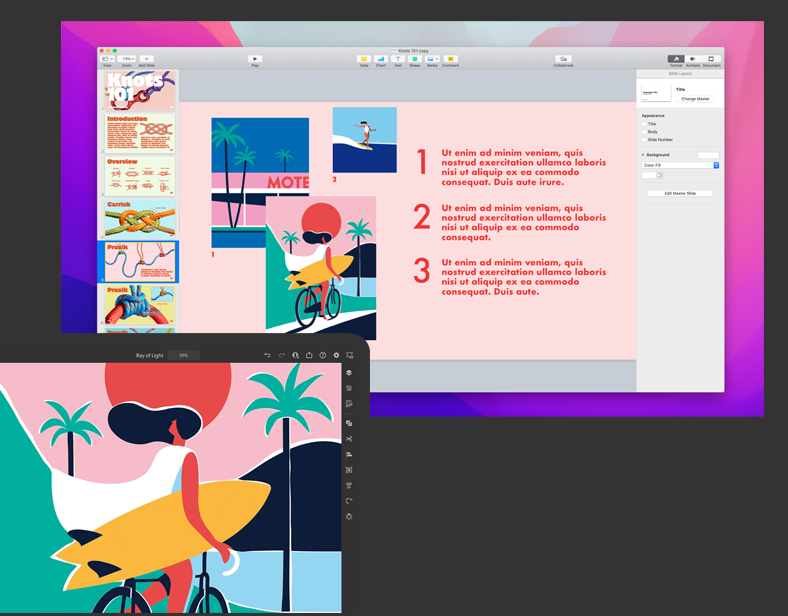 Knots 101 copy
View
73%
Zoom
Add Slide
Play
Table
Chart
Text
Shape
Media
Comment
Collaborate
Format
Animate
Document
Knots
101
Introduction
Overview
Carrick
Prusik
Prusik
MOTE
1
2
1 Ut enim ad minim veniam, quis
nostrud exercitation ullamco laboris
nisi ut aliquip ex ea commodo
consequat. Duis aute irure.
2 Ut enim ad minim veniam, quis
nostrud exercitation ullamco laboris
nisi ut aliquip ex ea commodo
consequat.
3 Ut enim ad minim veniam, quis
nostrud exercitation ullamco laboris
nisi ut aliquip ex ea commodo
consequat. Duis aute.
Slide Layout
Title
Change Master
Appearance
Title
Body
Slide Number
Background
Color Fill
Edit Master Slide
Ray of Light